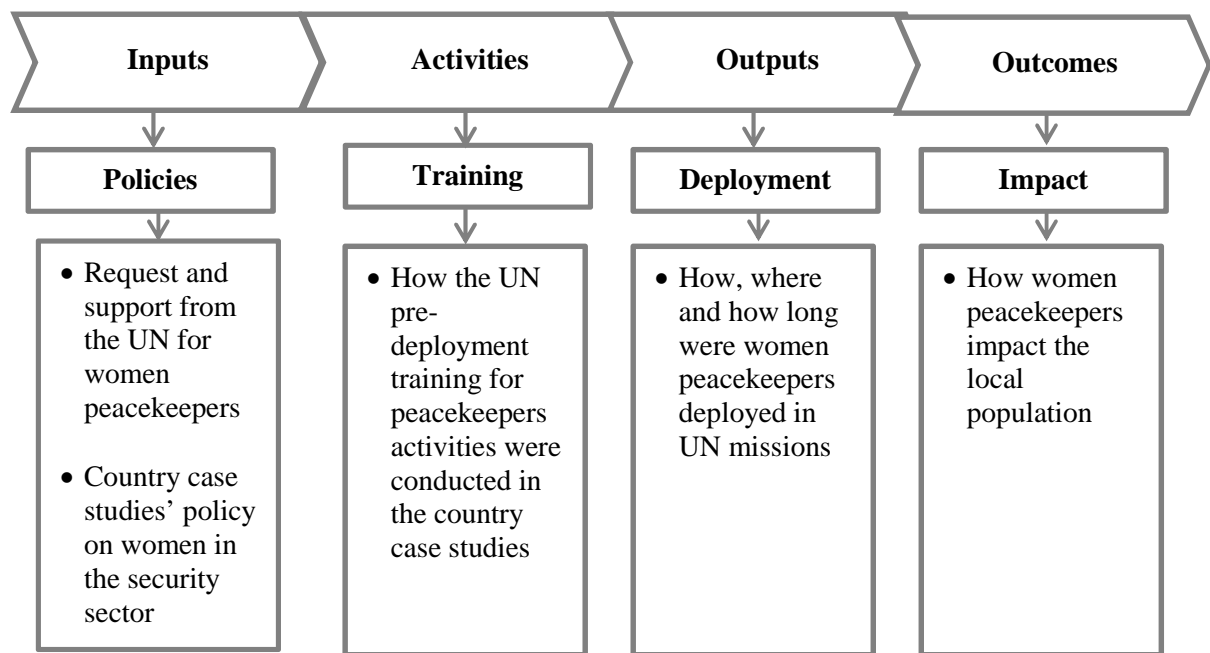 Inputs
Activities
Outputs
Outcomes
Policies
Training
Deployment
Impact
• Request and
support from
the UN for
women
peacekeepers
• Country case
studies’ policy
on women in
the security
sector
• How the UN
pre-
deployment
training for
peacekeepers
activities were
conducted in
the country
case studies
• How, where
and how long
were women
peacekeepers
deployed in
UN missions
• How women
peacekeepers
impact the
local
population